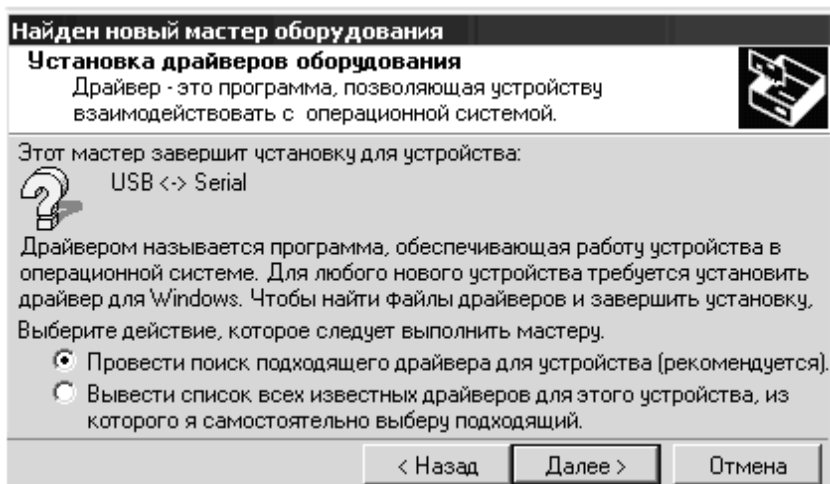 Найден новый мастер оборудования
Установка драйверов оборудования
Драйвер - это программа, позволяющая устройству
взаимодействовать с операционной системой.
Этот мастер завершит установку для устройства:
USB <-> Serial
Драйвером называется программа, обеспечивающая работу устройства в
операционной системе. Для любого нового устройства требуется установить
драйвер для Windows. Чтобы найти файлы драйверов и завершить установку,
Выберите действие, которое следует выполнить мастеру.
Провести поиск подходящего драйвера для устройства (рекомендуется).
Вывести список всех известных драйверов для этого устройства, из
которого я самостоятельно выберу подходящий.
< Назад Далее > Отмена